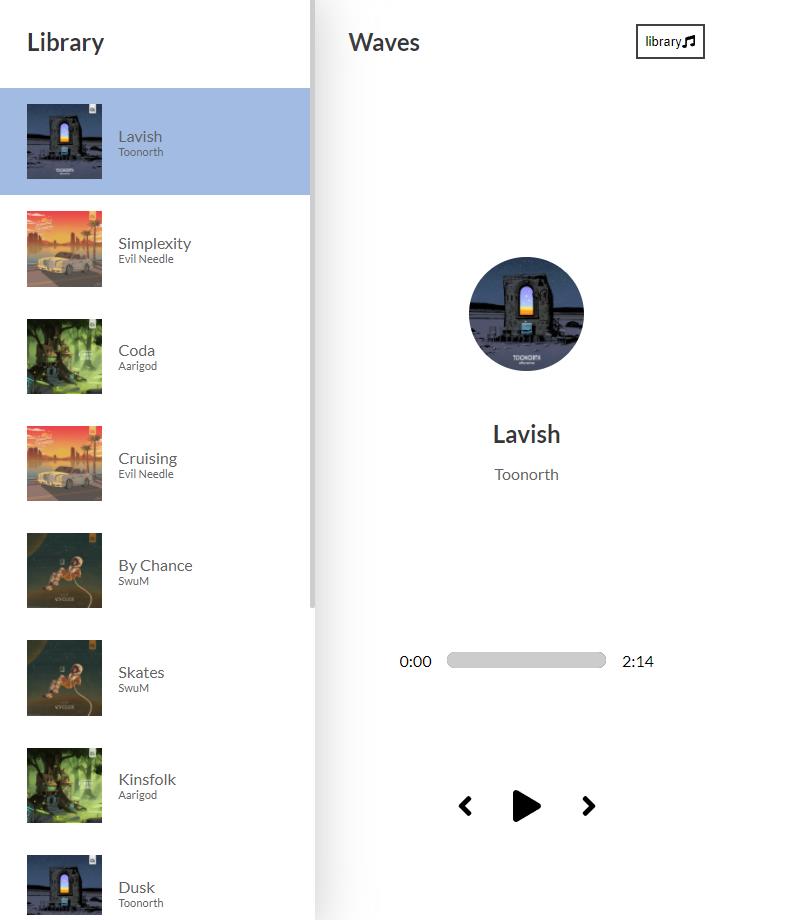 Library
Waves
library
Lavish
Toonorth
Simplexity
Evil Needle
Coda
Aarigod
Cruising
Evil Needle
By Chance
SwuM
Skates
SwuM
Kinsfolk
Aarigod
Dusk
Toonorth
TOONORTH
Lavish
Toonorth
0:00
2:14